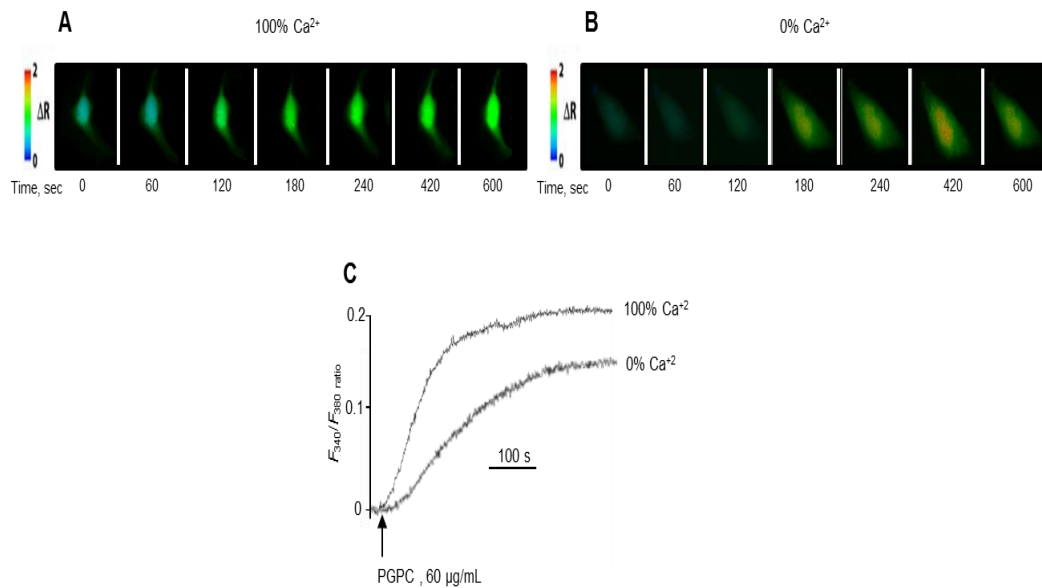 A
100% Ca²⁺
2
ΔR
0
Time, sec 0 60 120 180 240 420 600
B
0% Ca²⁺
2
ΔR
0
Time, sec 0 60 120 180 240 420 600
C
0.2
0.1
0
F₃₄₀/F₃₈₀ ratio
100% Ca⁺²
0% Ca⁺²
100 s
PGPC , 60 µg/mL